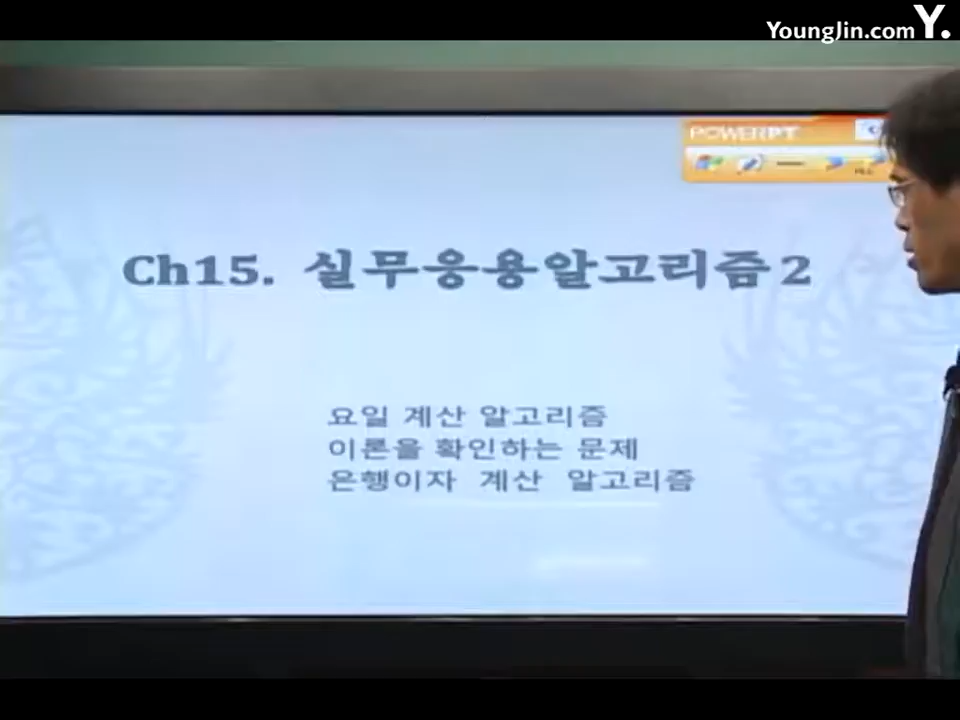 YoungJin.com Y.
POWERPT
Ch15. 실무응용알고리즘2
요일 계산 알고리즘
이론을 확인하는 문제
은행이자 계산 알고리즘